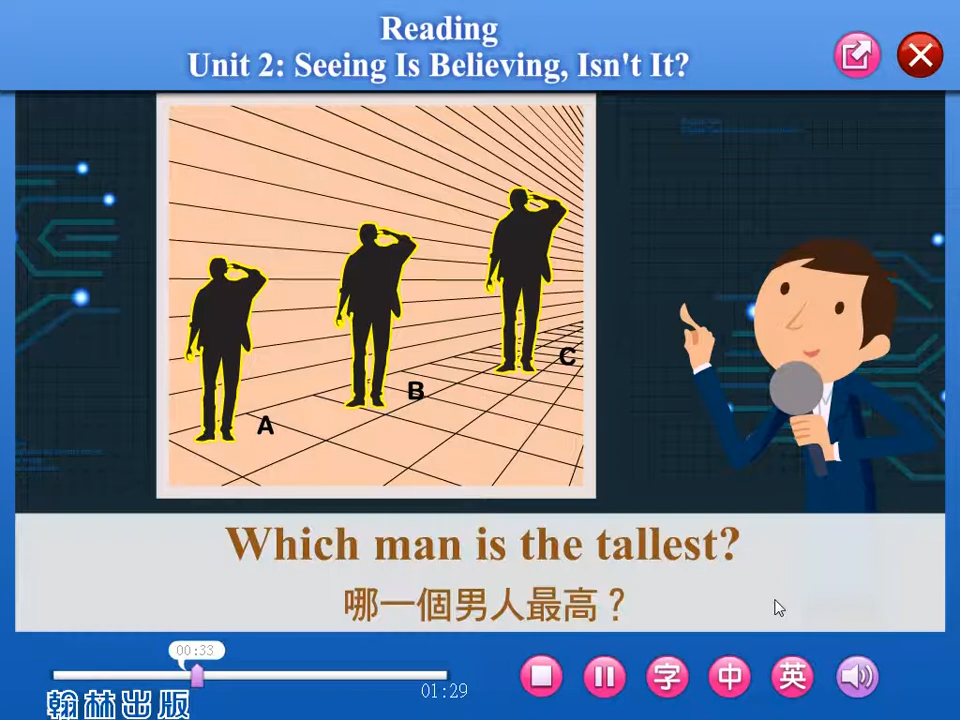 Reading
Unit 2: Seeing Is Believing, Isn't It?
A
B
C
Which man is the tallest?
哪一個男人最高？
00:33
01:29
字
中
英
翰林出版